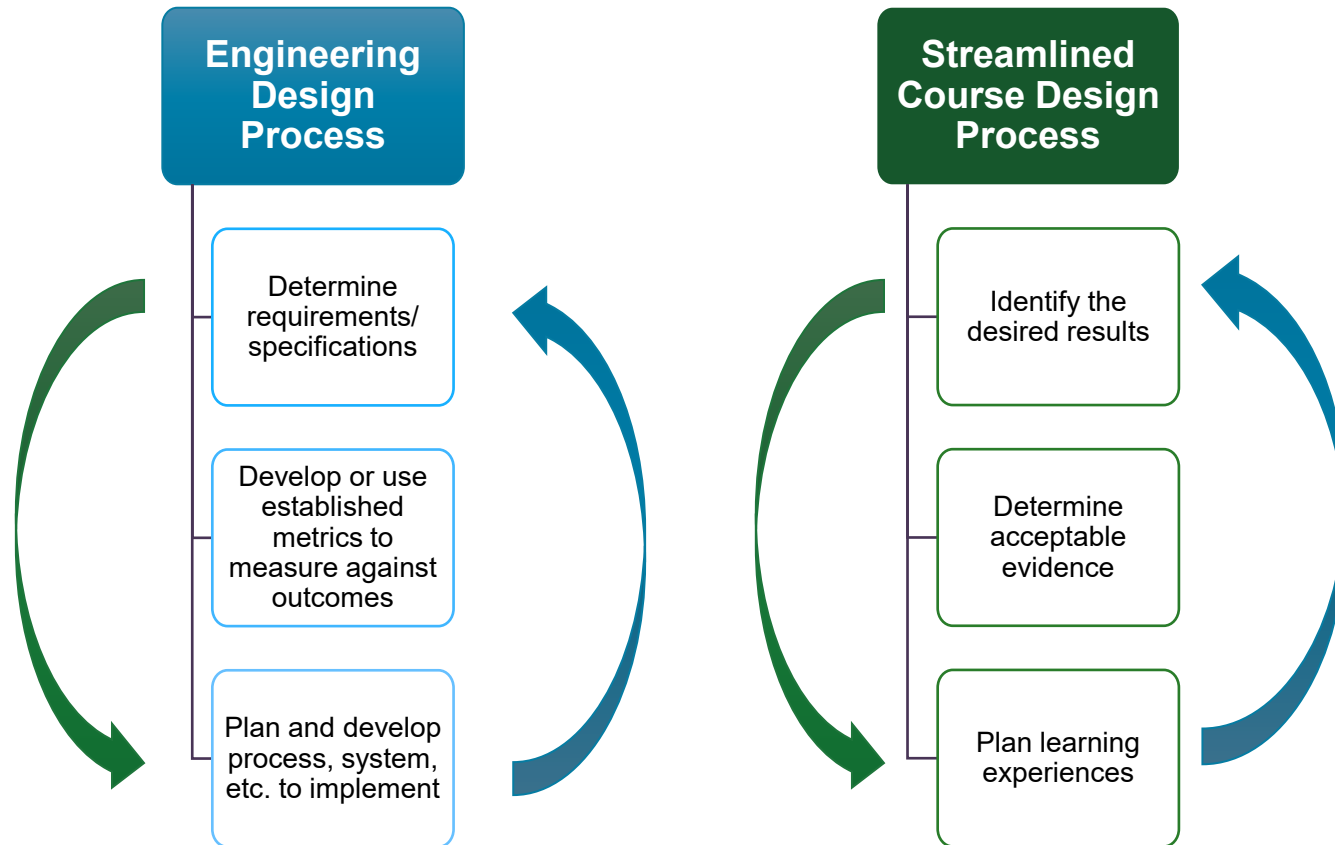 Engineering
Design
Process
Determine
requirements/
specifications
Develop or use
established
metrics to
measure against
outcomes
Plan and develop
process, system,
etc. to implement
Streamlined
Course Design
Process
Identify the
desired results
Determine
acceptable
evidence
Plan learning
experiences